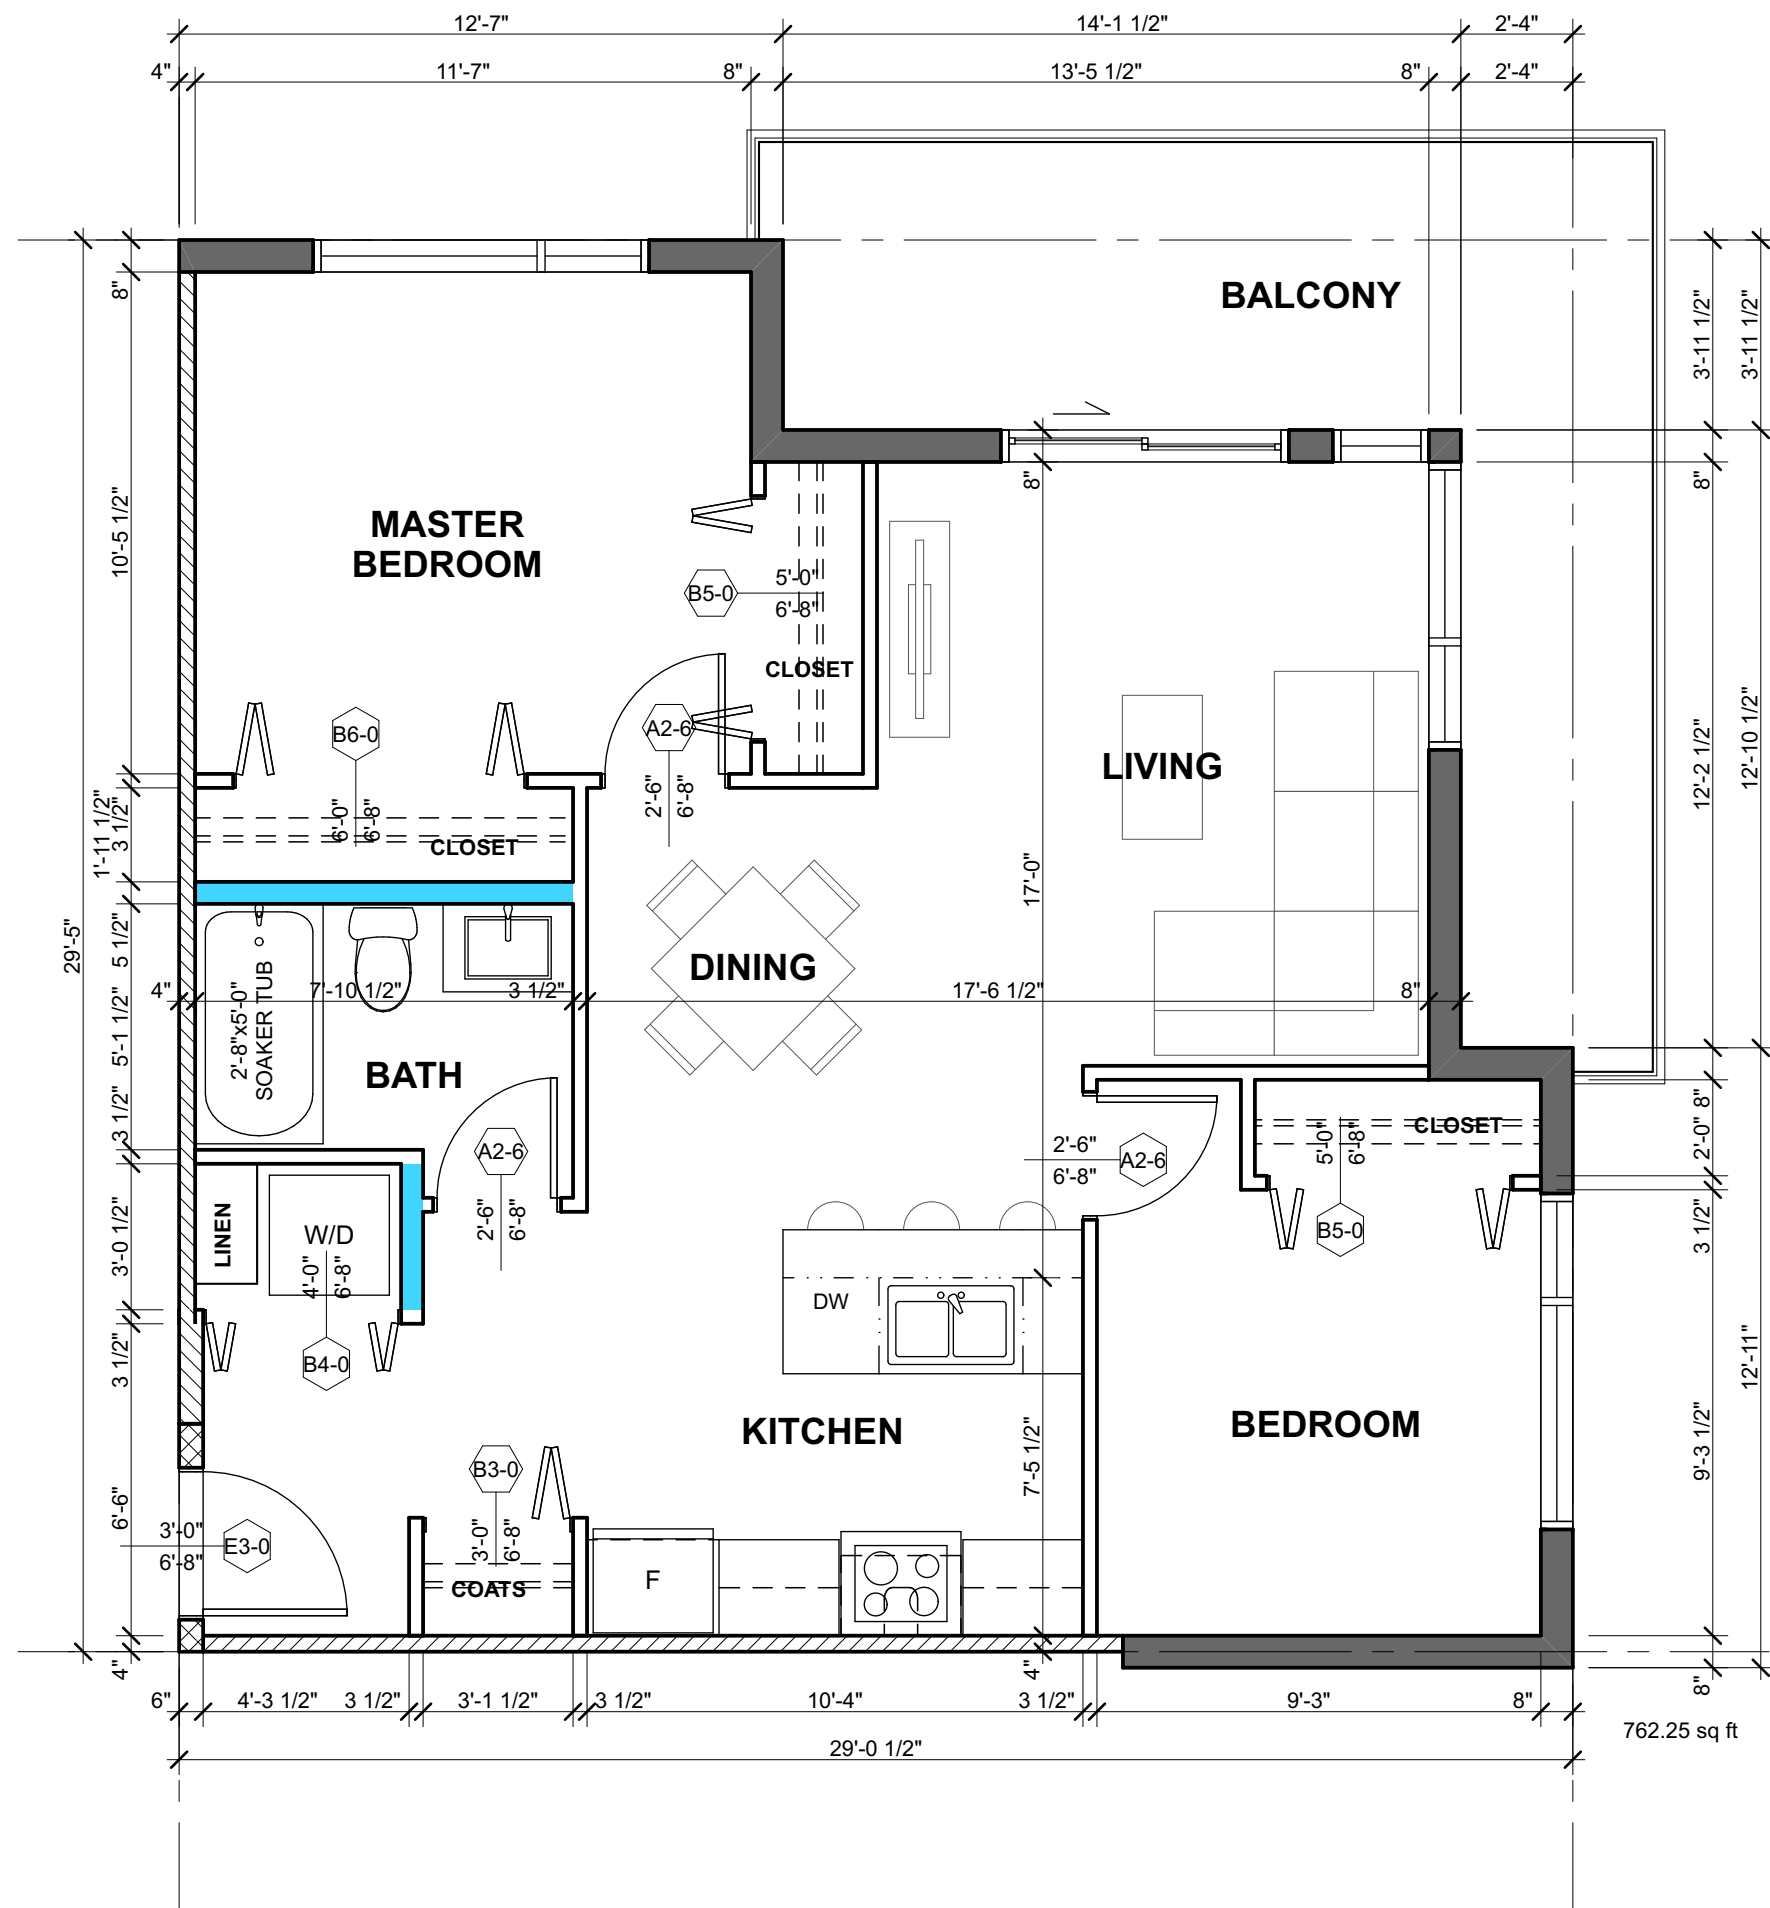 12'-7" 14'-1 1/2" 2'-4"
4" 11'-7" 8" 13'-5 1/2" 8" 2'-4"
BALCONY
8"
3'-11 1/2"
3'-11 1/2"
MASTER
BEDROOM
10'-5 1/2"
8"
8"
B5-0
5'-0"
6'-8"
CLOSET
B6-0
6'-0"
6'-8"
A2-6
2'-6"
6'-8"
LIVING
12'-2 1/2"
12'-10 1/2"
1'-11 1/2"
3 1/2"
CLOSET
17'-0"
29'-5"
5 1/2"
DINING
4" 7'-10 1/2" 3 1/2" 17'-6 1/2" 8"
2'-8"x5'-0"
SOAKER TUB
5'-1 1/2"
BATH
3 1/2"
8"
CLOSET
5'-0"
6'-8"
2'-0"
A2-6
2'-6"
6'-8"
2'-6"
6'-8"
A2-6
LINEN
W/D
4'-0"
6'-8"
3'-0 1/2"
B5-0
3 1/2"
DW
3 1/2"
B4-0
12'-11"
KITCHEN
BEDROOM
7'-5 1/2"
9'-3 1/2"
B3-0
3'-0"
6'-8"
6'-6"
3'-0"
6'-8"
E3-0
COATS
F
4"
4"
8"
6" 4'-3 1/2" 3 1/2" 3'-1 1/2" 3 1/2" 10'-4" 3 1/2" 9'-3" 8"
762.25 sq ft
29'-0 1/2"